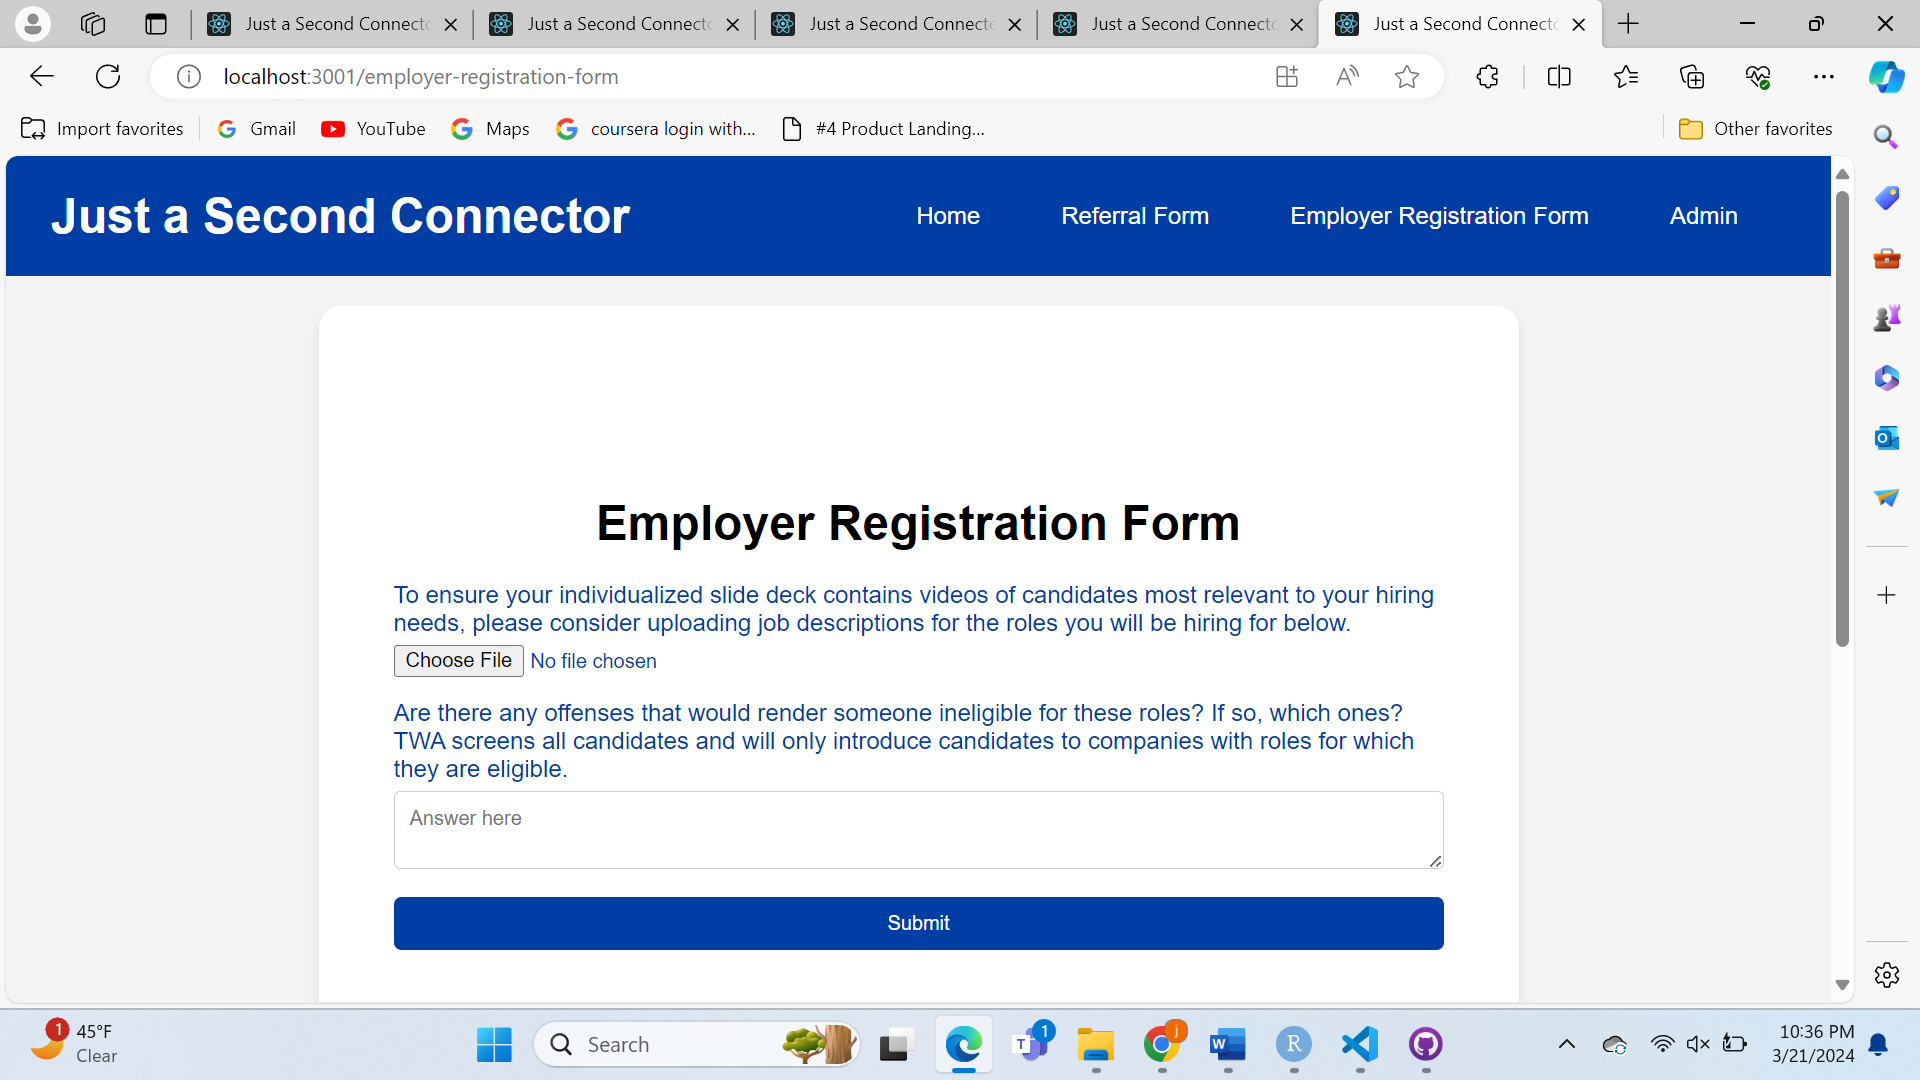 Just a Second Connecto
Just a Second Connecto
Just a Second Connecto
Just a Second Connecto
Just a Second Connecto
localhost:3001/employer-registration-form
Import favorites
Gmail
YouTube
Maps
coursera login with...
#4 Product Landing...
Other favorites
Just a Second Connector
Home
Referral Form
Employer Registration Form
Admin
Employer Registration Form
To ensure your individualized slide deck contains videos of candidates most relevant to your hiring
needs, please consider uploading job descriptions for the roles you will be hiring for below.
Choose File No file chosen
Are there any offenses that would render someone ineligible for these roles? If so, which ones?
TWA screens all candidates and will only introduce candidates to companies with roles for which
they are eligible.
Answer here
Submit
1
45°F
Clear
Search
T
1
j
W
R
10:36 PM
3/21/2024